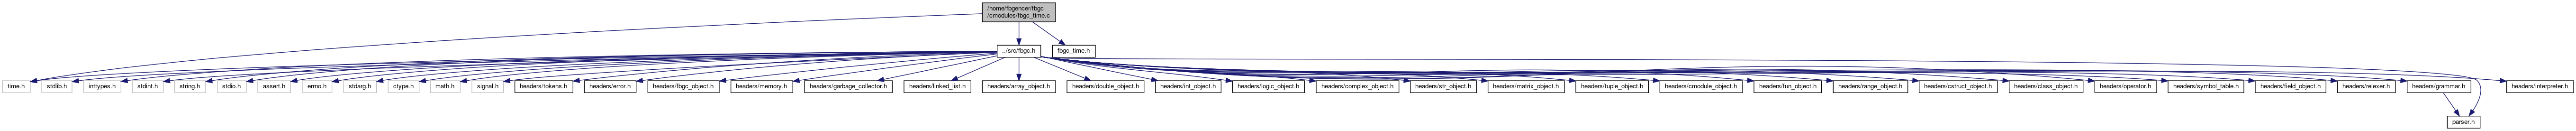 /home/fbgencer/fbgc
/cmodules/fbgc_time.c
../src/fbgc.h
fbgc_time.h
time.h
stdlib.h
inttypes.h
stdint.h
string.h
stdio.h
assert.h
errno.h
stdarg.h
ctype.h
math.h
signal.h
headers/tokens.h
headers/error.h
headers/fbgc_object.h
headers/memory.h
headers/garbage_collector.h
headers/linked_list.h
headers/array_object.h
headers/double_object.h
headers/int_object.h
headers/logic_object.h
headers/complex_object.h
headers/str_object.h
headers/matrix_object.h
headers/tuple_object.h
headers/cmodule_object.h
headers/fun_object.h
headers/range_object.h
headers/cstruct_object.h
headers/class_object.h
headers/operator.h
headers/symbol_table.h
headers/field_object.h
headers/relexer.h
headers/grammar.h
headers/interpreter.h
parser.h